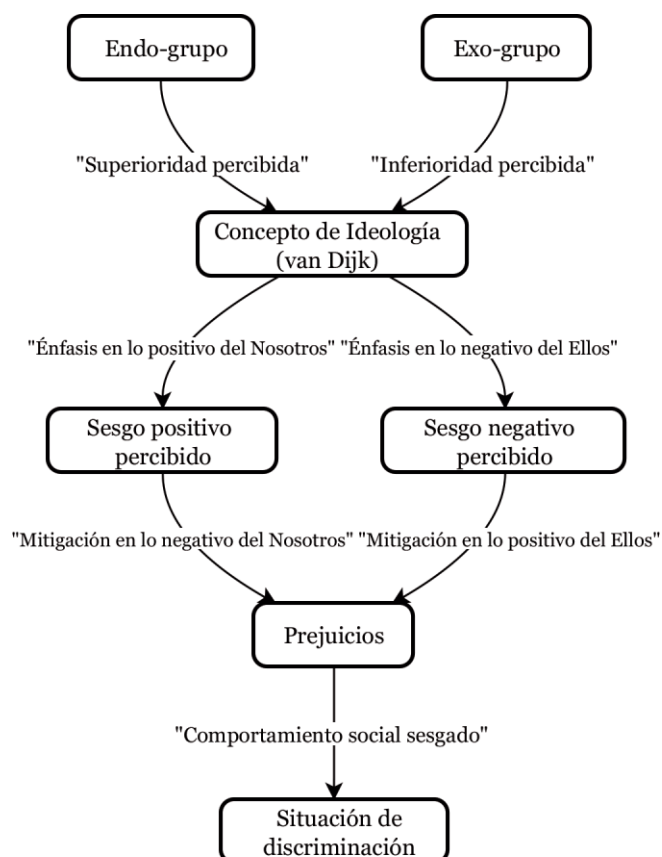 Endo-grupo
Exo-grupo
"Superioridad percibida"
"Inferioridad percibida"
Concepto de Ideología
(van Dijk)
"Énfasis en lo positivo del Nosotros"
"Énfasis en lo negativo del Ellos"
Sesgo positivo
percibido
Sesgo negativo
percibido
"Mitigación en lo negativo del Nosotros"
"Mitigación en lo positivo del Ellos"
Prejuicios
"Comportamiento social sesgado"
Situación de
discriminación